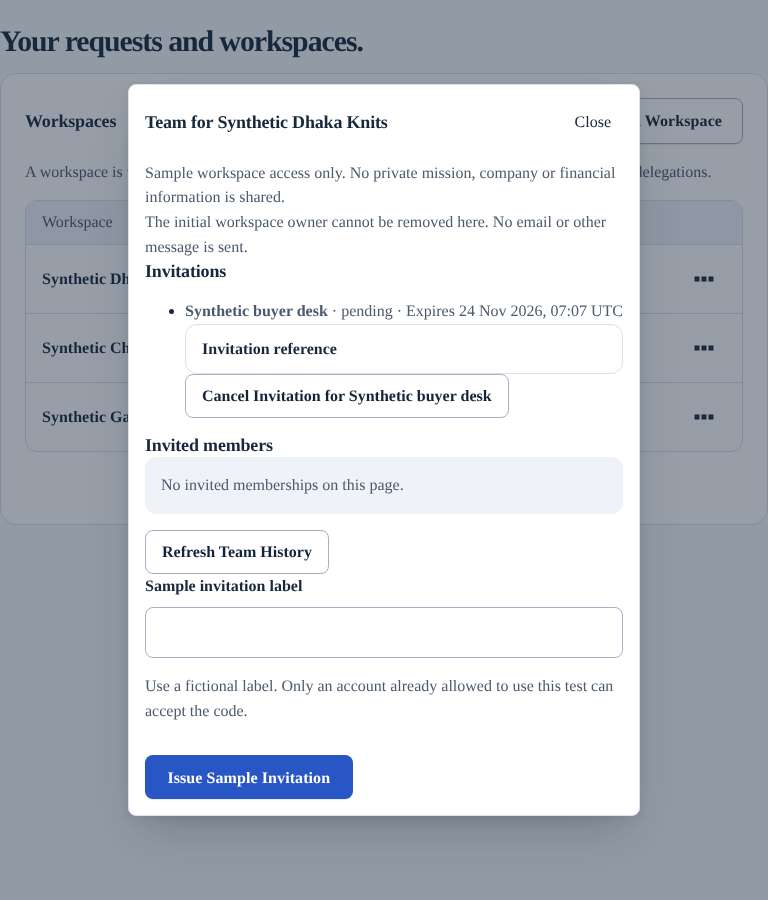 Your requests and workspaces.
Workspaces
Workspace
A workspace is
delegations.
Workspace
Synthetic Dh
Synthetic Ch
Synthetic Ga
Team for Synthetic Dhaka Knits
Close
Sample workspace access only. No private mission, company or financial
information is shared.
The initial workspace owner cannot be removed here. No email or other
message is sent.
Invitations
• Synthetic buyer desk · pending · Expires 24 Nov 2026, 07:07 UTC
Invitation reference
Cancel Invitation for Synthetic buyer desk
Invited members
No invited memberships on this page.
Refresh Team History
Sample invitation label
Use a fictional label. Only an account already allowed to use this test can
accept the code.
Issue Sample Invitation